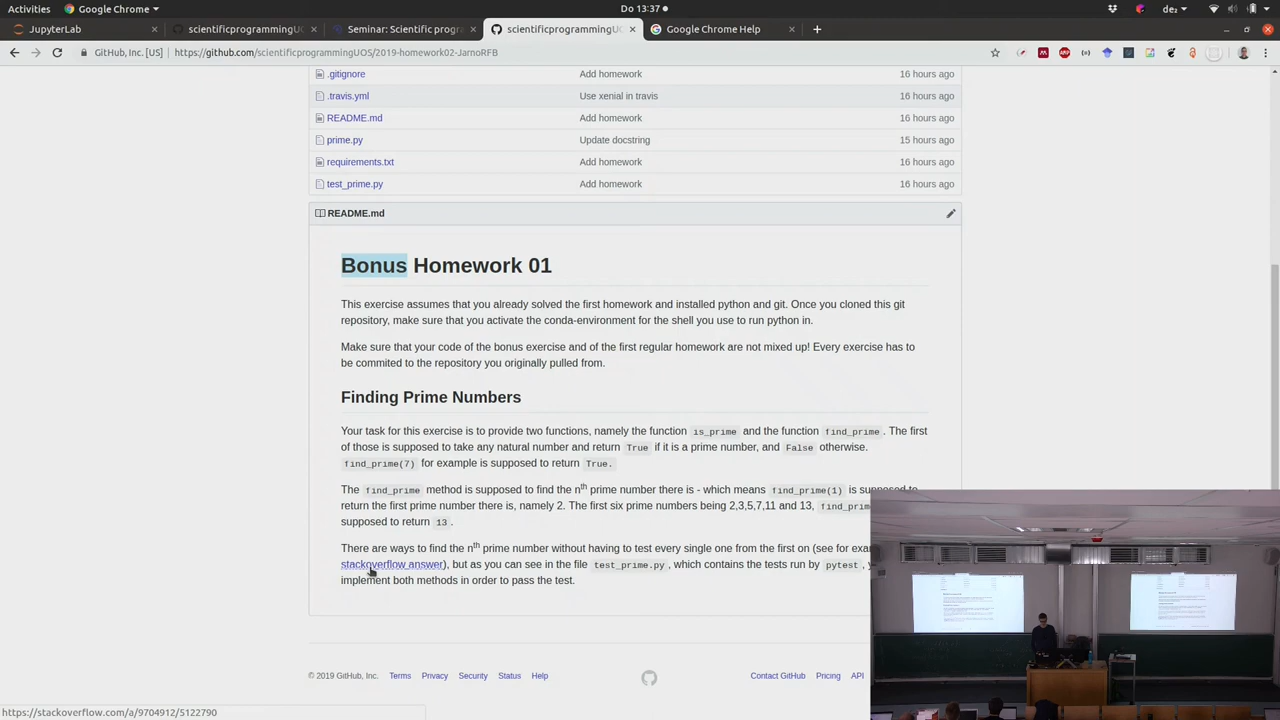 Activities
Google Chrome
Do 13:37
de₂
JupyterLab
scientificprogrammingUO
Seminar: Scientific prog
scientificprogrammingUO
Google Chrome Help
GitHub, Inc. [US]
https://github.com/scientificprogrammingUOS/2019-homework02-JarnoRFB
.gitignore
Add homework
16 hours ago
.travis.yml
Use xenial in travis
16 hours ago
README.md
Add homework
16 hours ago
prime.py
Update docstring
15 hours ago
requirements.txt
Add homework
16 hours ago
test_prime.py
Add homework
16 hours ago
README.md
Bonus Homework 01
This exercise assumes that you already solved the first homework and installed python and git. Once you cloned this git
repository, make sure that you activate the conda-environment for the shell you use to run python in.
Make sure that your code of the bonus exercise and of the first regular homework are not mixed up! Every exercise has to
be commited to the repository you originally pulled from.
Finding Prime Numbers
Your task for this exercise is to provide two functions, namely the function is_prime and the function find_prime. The first
of those is supposed to take any natural number and return True if it is a prime number, and False otherwise.
find_prime(7) for example is supposed to return True.
The find_prime method is supposed to find the nth prime number there is - which means find_prime(1) is supposed to
return the first prime number there is, namely 2. The first six prime numbers being 2,3,5,7,11 and 13, find_prime
supposed to return 13.
There are ways to find the nth prime number without having to test every single one from the first on (see for exa
stackoverflow answer), but as you can see in the file test_prime.py, which contains the tests run by pytest, y
implement both methods in order to pass the test.
© 2019 GitHub, Inc.
Terms
Privacy
Security
Status
Help
Contact GitHub
Pricing
API
https://stackoverflow.com/a/9704912/5122790